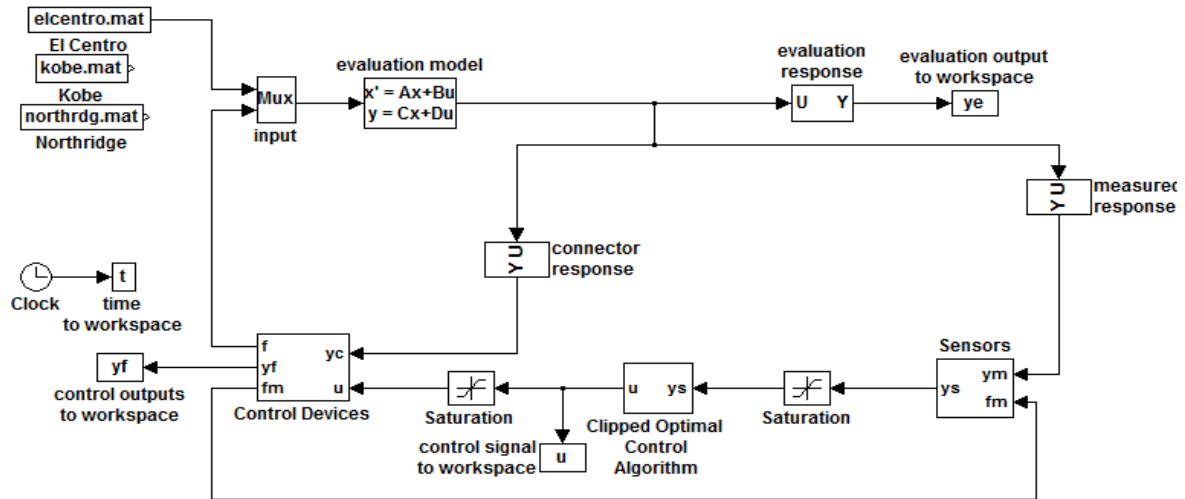 elcentro.mat
El Centro
kobe.mat
Kobe
northrdg.mat
Northridge
Mux
input
evaluation model
x' = Ax+Bu
y = Cx+Du
evaluation
response
U Y
evaluation output
to workspace
ye
Y U
measured
response
Y U
connector
response
Clock
t
time
to workspace
yf
control outputs
to workspace
f
yf
fm
yc
u
Control Devices
Saturation
control signal
to workspace
u
u ys
Clipped Optimal
Control
Algorithm
Saturation
Sensors
ys
ym
fm